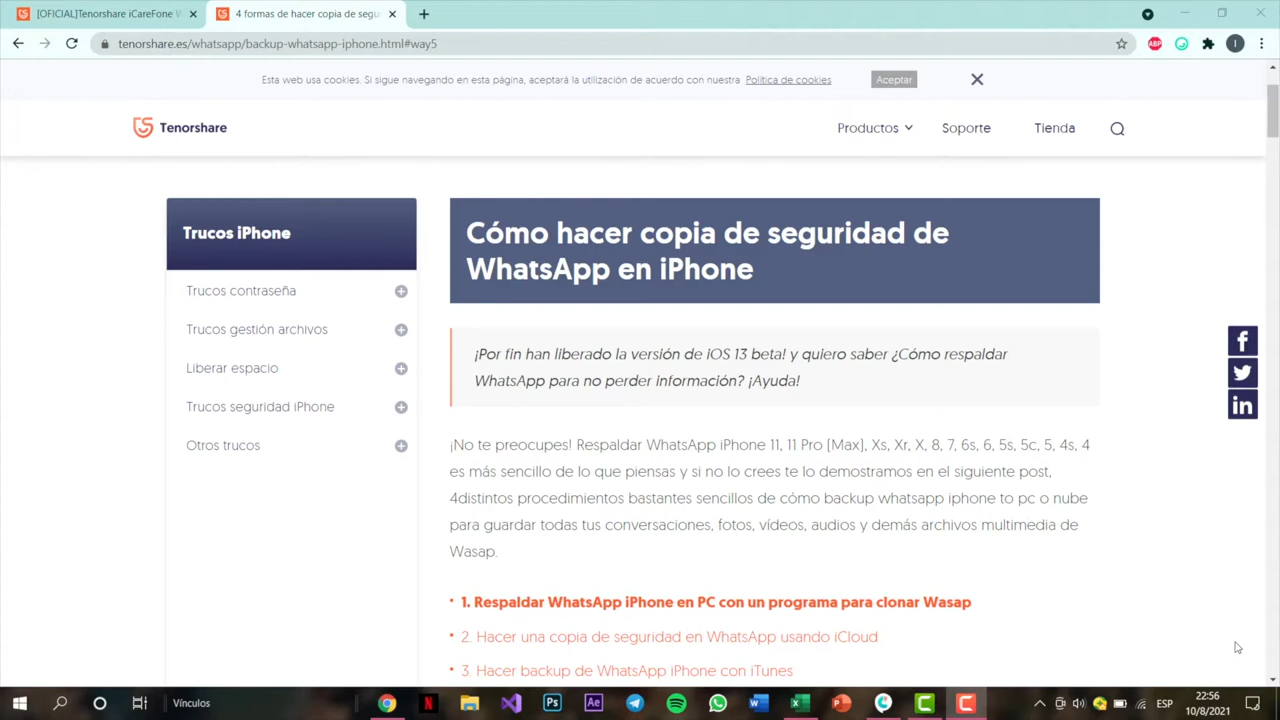 [OFICIAL]Tenorshare iCareFone W
4 formas de hacer copia de segu
tenorshare.es/whatsapp/backup-whatsapp-iphone.html#way5
ABP
I
Esta web usa cookies. Si sigue navegando en esta página, aceptará la utilización de acuerdo con nuestra Política de cookies
Aceptar
Tenorshare
Productos
Soporte
Tienda
Trucos iPhone
Trucos contraseña
Trucos gestión archivos
Liberar espacio
Trucos seguridad iPhone
Otros trucos
Cómo hacer copia de seguridad de
WhatsApp en iPhone
¡Por fin han liberado la versión de iOS 13 beta! y quiero saber ¿Cómo respaldar
WhatsApp para no perder información? ¡Ayuda!
¡No te preocupes! Respaldar WhatsApp iPhone 11, 11 Pro (Max), Xs, Xr, X, 8, 7, 6s, 6, 5s, 5c, 5, 4s, 4
es más sencillo de lo que piensas y si no lo crees te lo demostramos en el siguiente post,
4distintos procedimientos bastantes sencillos de cómo backup whatsapp iphone to pc o nube
para guardar todas tus conversaciones, fotos, vídeos, audios y demás archivos multimedia de
Wasap.
1. Respaldar WhatsApp iPhone en PC con un programa para clonar Wasap
2. Hacer una copia de seguridad en WhatsApp usando iCloud
3. Hacer backup de WhatsApp iPhone con iTunes
Vínculos
ESP
22:56
10/8/2021